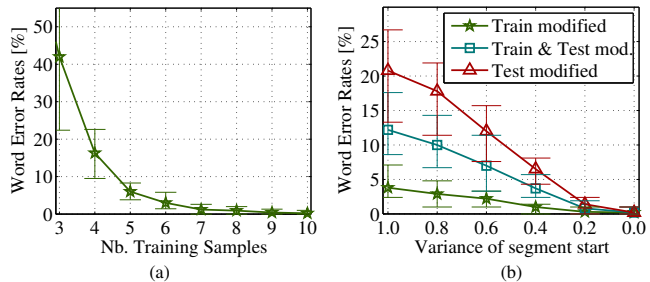 50
40
30
20
10
0
Word Error Rates [%]
3 4 5 6 7 8 9 10
Nb. Training Samples
(a)
30
25
20
15
10
5
0
Word Error Rates [%]
Train modified
Train & Test mod.
Test modified
1.0 0.8 0.6 0.4 0.2 0.0
Variance of segment start
(b)